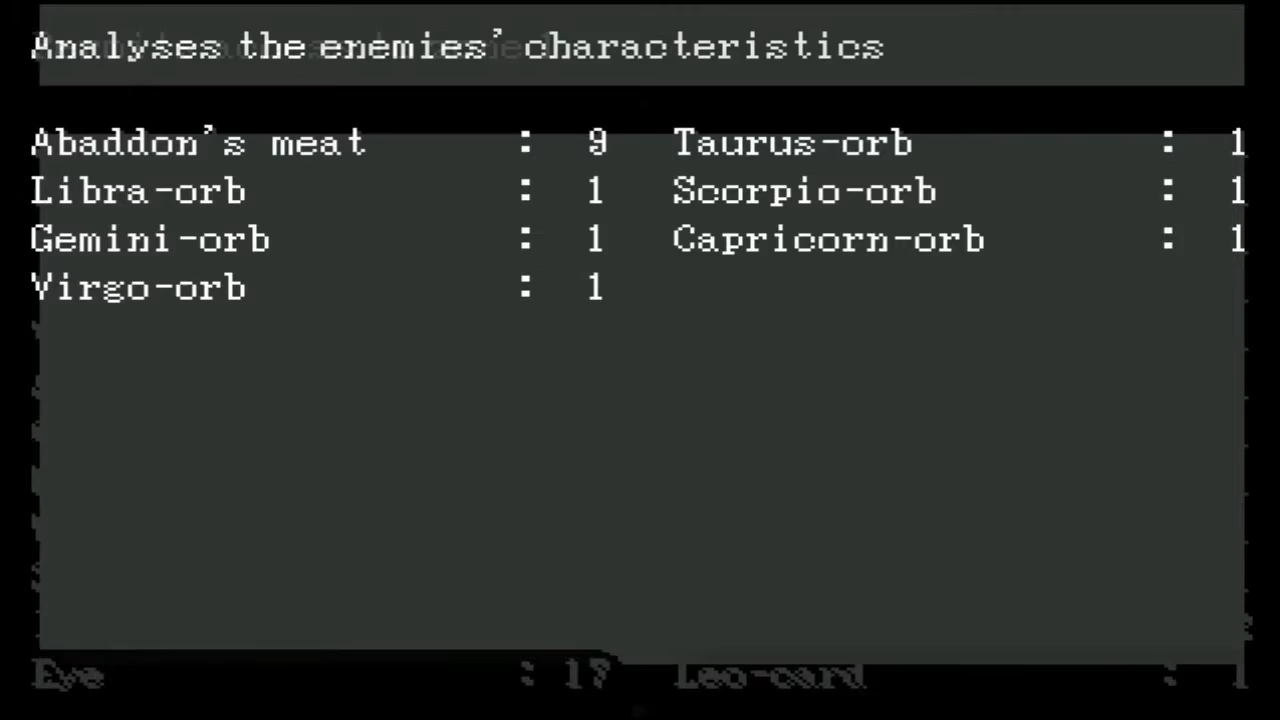 Analyses the enemies' characteristics
Abaddon's meat : 9 Taurus-orb : 1
Libra-orb : 1 Scorpio-orb : 1
Gemini-orb : 1 Capricorn-orb : 1
Virgo-orb : 1
Eye : 17 Leo-card : 1